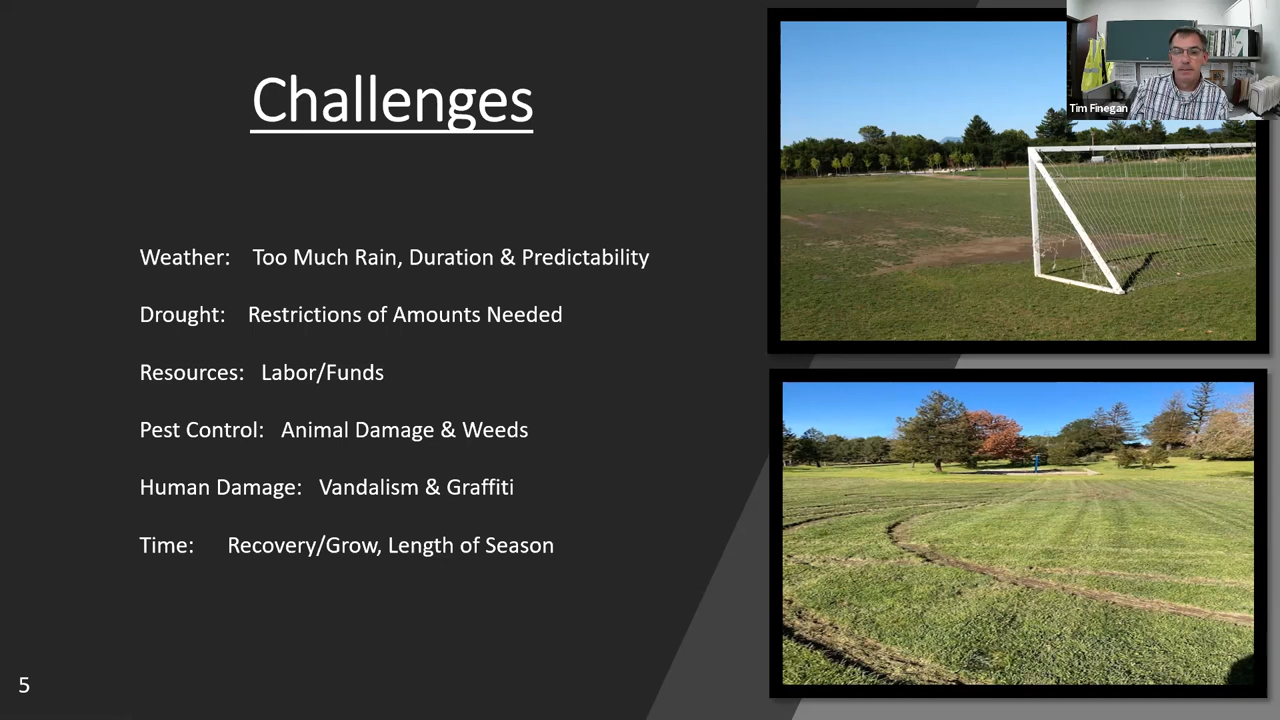 Challenges
Weather: Too Much Rain, Duration & Predictability
Drought: Restrictions of Amounts Needed
Resources: Labor/Funds
Pest Control: Animal Damage & Weeds
Human Damage: Vandalism & Graffiti
Time: Recovery/Grow, Length of Season
5
Tim Finegan